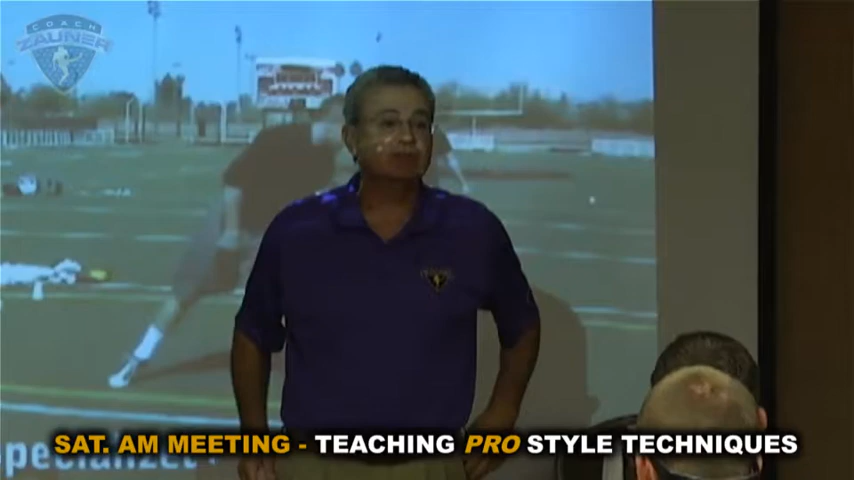 COACH
ZAUNER
SAT. AM MEETING - TEACHING PRO STYLE TECHNIQUES